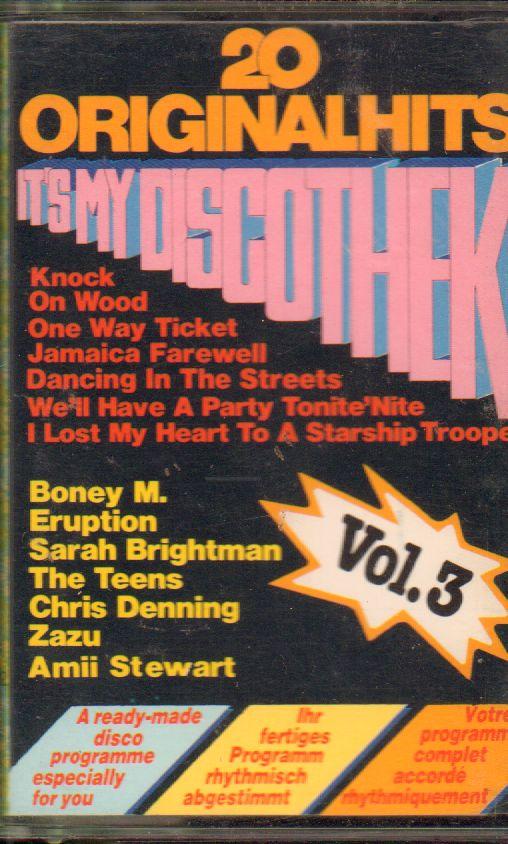 20
ORIGINALHITS
IT'S MY DISCOTHEK
Knock
On Wood
One Way Ticket
Jamaica Farewell
Dancing In The Streets
We'll Have A Party Tonite'Nite
I Lost My Heart To A Starship Troope
Boney M.
Eruption
Sarah Brightman
The Teens
Chris Denning
Zazu
Amii Stewart
Vol.3
A ready-made
disco
programme
especially
for you
Ihr
fertiges
Programm
rhythmisch
abgestimmt
Votre
programm
complet
accordé
rhythmiquement